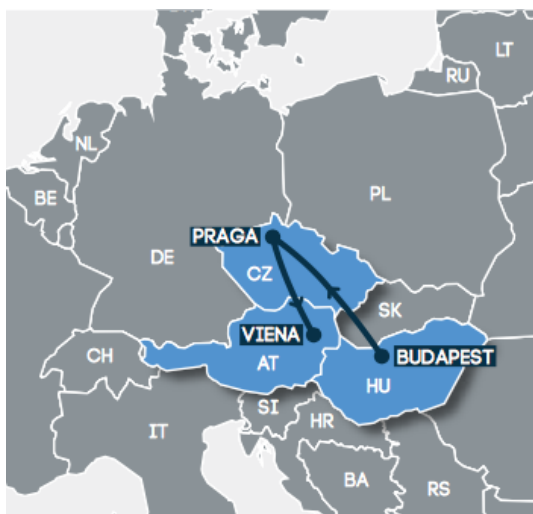 LT
RU
NL
PL
BE
PRAGA
DE
CZ
SK
VIENA
BUDAPEST
CH
AT
HU
SI
HR
IT
BA
RS